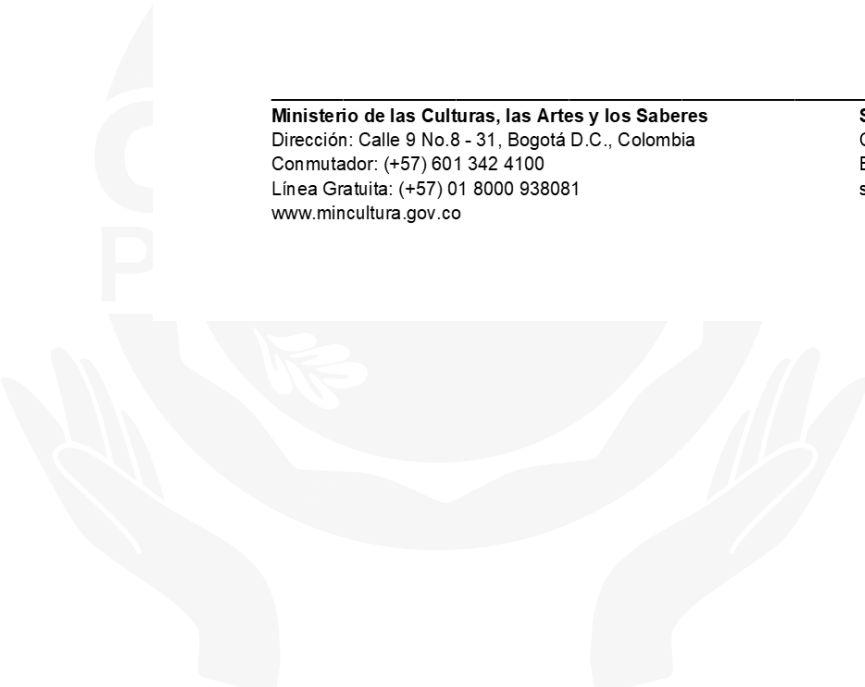 Ministerio de las Culturas, las Artes y los Saberes
Dirección: Calle 9 No.8 - 31, Bogotá D.C., Colombia
Conmutador: (+57) 601 342 4100
Línea Gratuita: (+57) 01 8000 938081
www.mincultura.gov.co